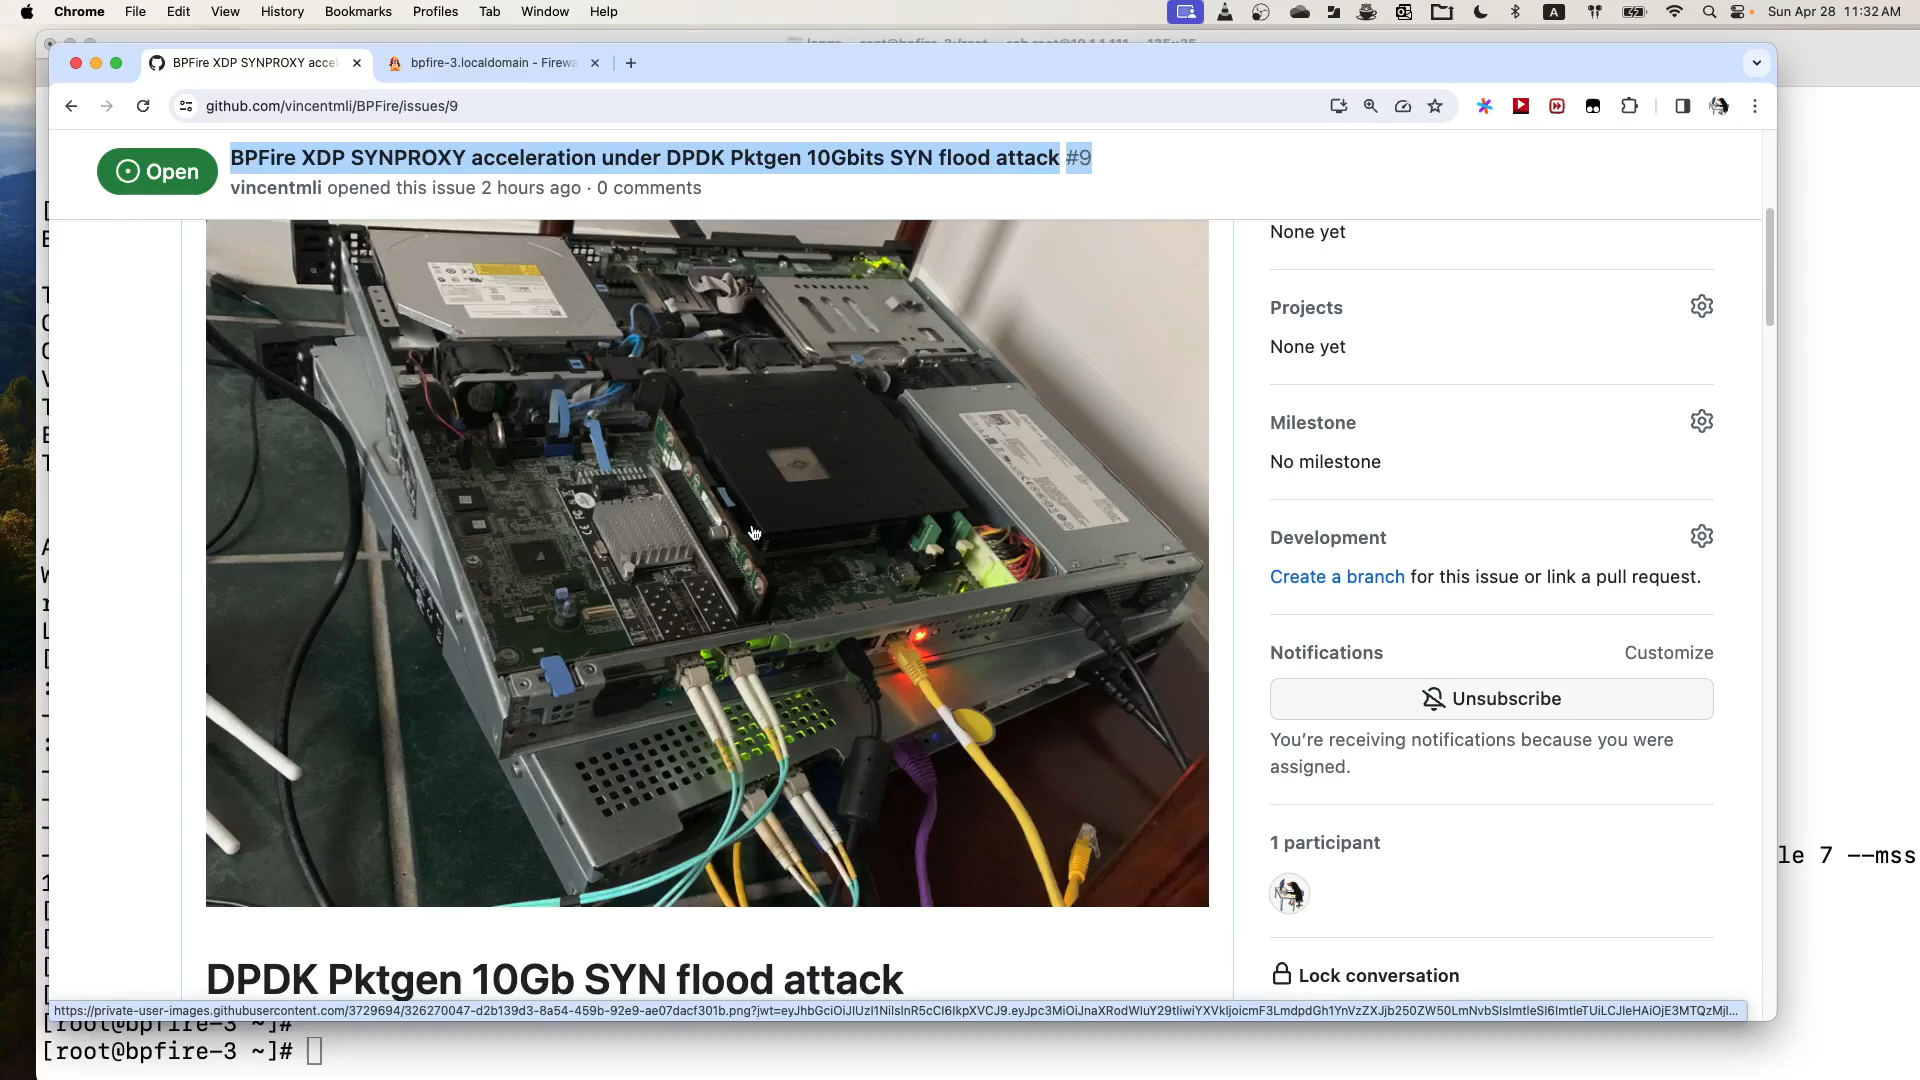 Chrome File Edit View History Bookmarks Profiles Tab Window Help
Sun Apr 28 11:32 AM
BPFire XDP SYNPROXY accel
bpfire-3.localdomain - Firewa
github.com/vincentmli/BPFire/issues/9
Open
BPFire XDP SYNPROXY acceleration under DPDK Pktgen 10Gbits SYN flood attack #9
vincentmli opened this issue 2 hours ago · 0 comments
None yet
Projects
None yet
Milestone
No milestone
Development
Create a branch for this issue or link a pull request.
Notifications
Customize
Unsubscribe
You're receiving notifications because you were
assigned.
1 participant
Lock conversation
DPDK Pktgen 10Gb SYN flood attack
le 7 --mss
[root@bpfire-3 ~]#
[root@bpfire-3 ~]#